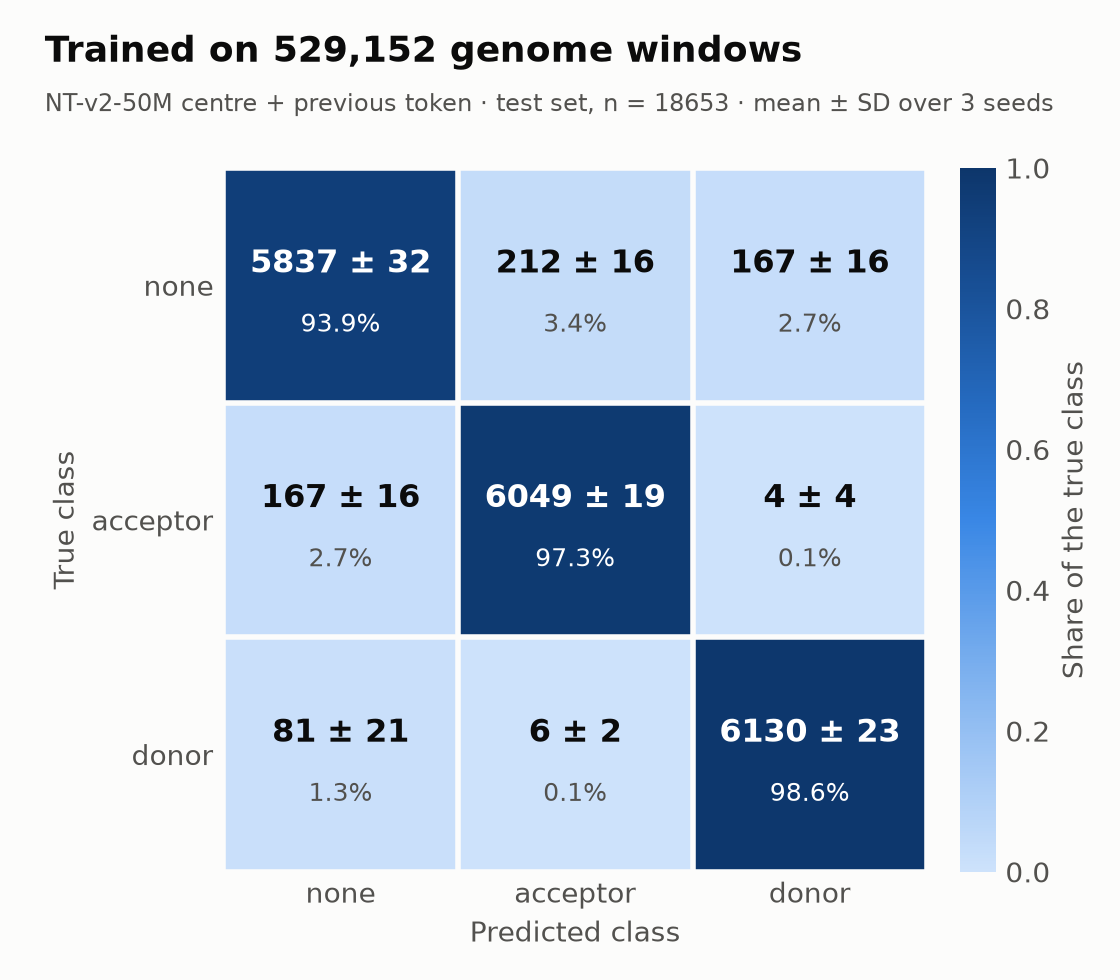 Trained on 529,152 genome windows
NT-v2-50M centre + previous token · test set, n = 18653 · mean ± SD over 3 seeds
True class
none
5837 ± 32
93.9%
212 ± 16
3.4%
167 ± 16
2.7%
acceptor
167 ± 16
2.7%
6049 ± 19
97.3%
4 ± 4
0.1%
donor
81 ± 21
1.3%
6 ± 2
0.1%
6130 ± 23
98.6%
none
acceptor
donor
Predicted class
1.0
0.8
0.6
0.4
0.2
0.0
Share of the true class